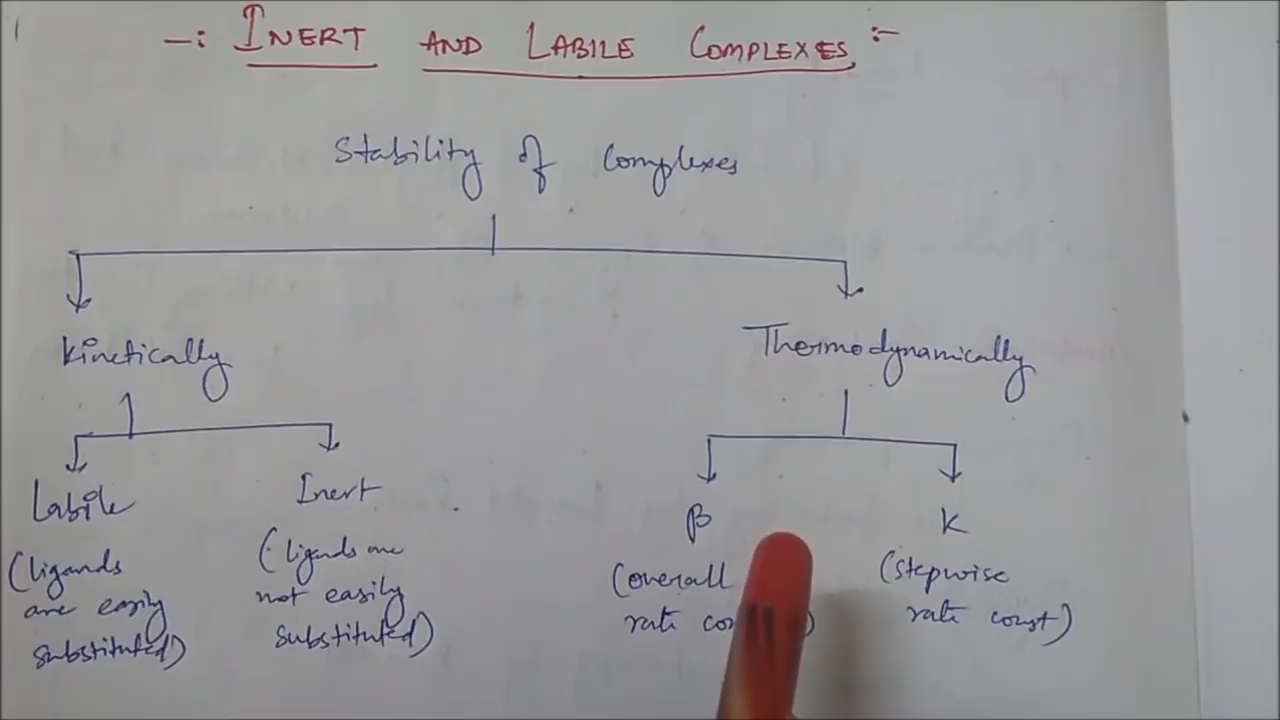 -: INERT AND LABILE COMPLEXES :-
Stability of Complexes
Kinetically
Thermodynamically
Labile
(ligands
are easily
substituted)
Inert
(ligands are
not easily
substituted)
β
(overall
rate
K
(stepwise
rate const)